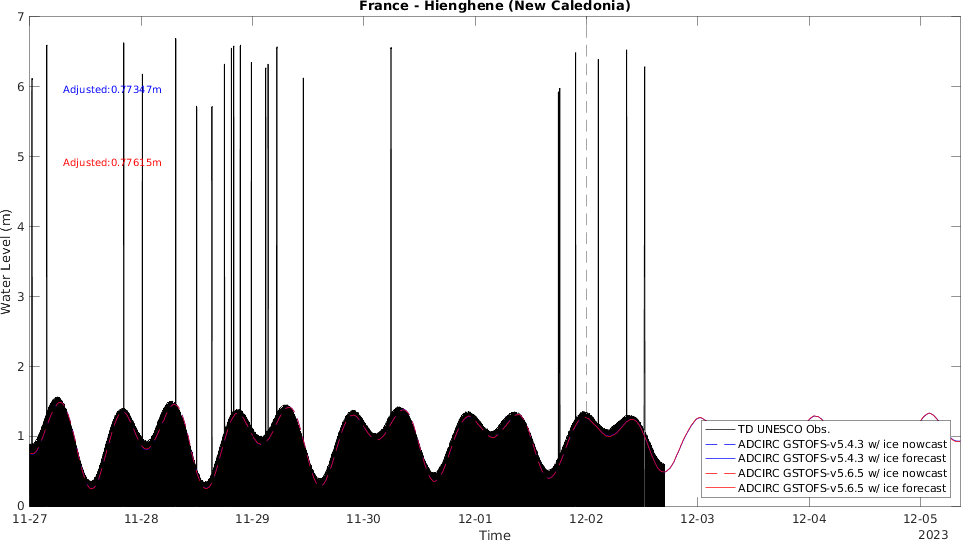 France - Hienghene (New Caledonia)
7
6
5
4
3
2
1
0
Water Level (m)
Adjusted:0.77347m
Adjusted:0.77615m
TD UNESCO Obs.
ADCIRC GSTOFS-v5.4.3 w/ ice nowcast
ADCIRC GSTOFS-v5.4.3 w/ ice forecast
ADCIRC GSTOFS-v5.6.5 w/ ice nowcast
ADCIRC GSTOFS-v5.6.5 w/ ice forecast
11-27 11-28 11-29 11-30 12-01 12-02 12-03 12-04 12-05
Time
2023